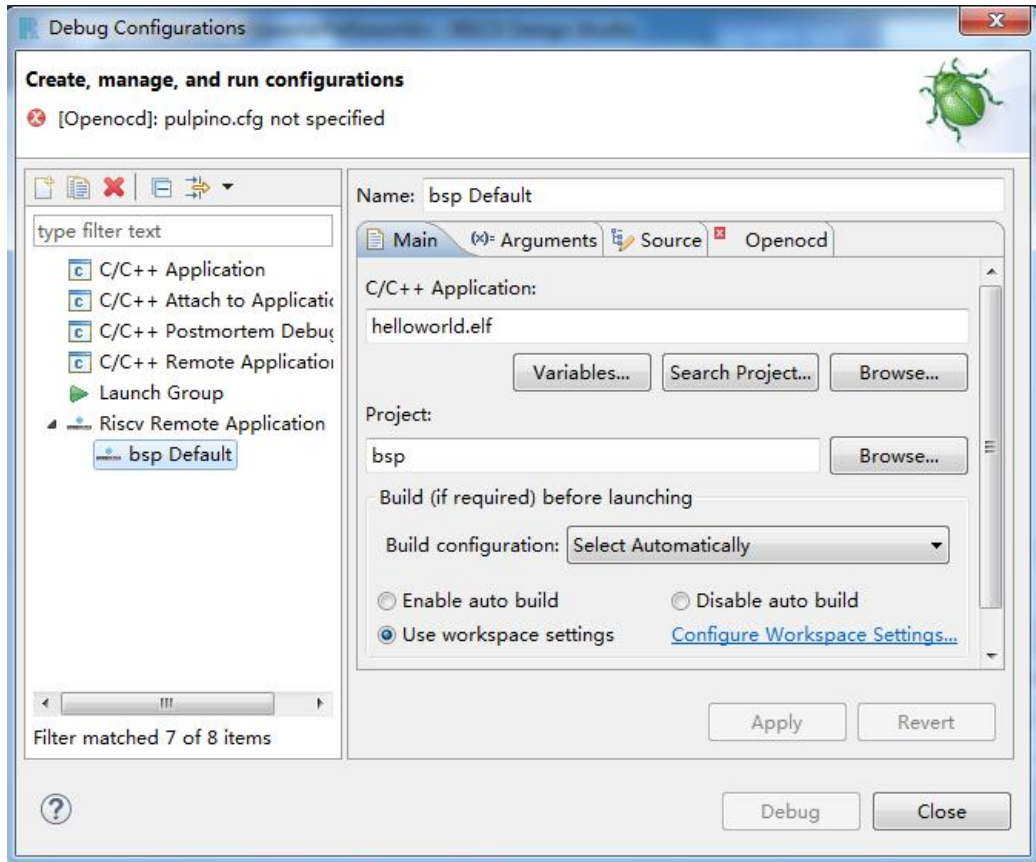 Debug Configurations
Create, manage, and run configurations
[Openocd]: pulpino.cfg not specified
type filter text
C/C++ Application
C/C++ Attach to Applicatio
C/C++ Postmortem Debug
C/C++ Remote Application
Launch Group
Riscv Remote Application
bsp Default
Filter matched 7 of 8 items
Name: bsp Default
Main (x)= Arguments Source Openocd
C/C++ Application:
helloworld.elf
Variables... Search Project... Browse...
Project:
bsp Browse...
Build (if required) before launching
Build configuration: Select Automatically
Enable auto build Disable auto build
Use workspace settings Configure Workspace Settings...
Apply Revert
Debug Close